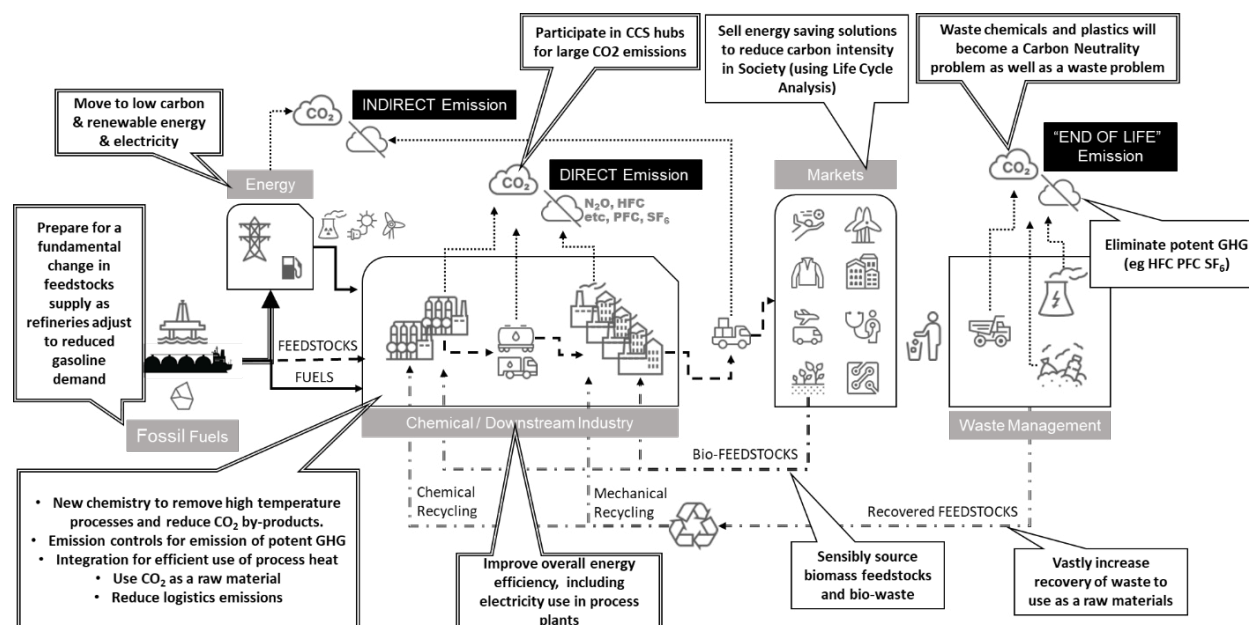 Participate in CCS hubs
for large CO2 emissions
Sell energy saving solutions
to reduce carbon intensity
in Society (using Life Cycle
Analysis)
Waste chemicals and plastics will
become a Carbon Neutrality
problem as well as a waste problem
Move to low carbon
& renewable energy
& electricity
CO₂
INDIRECT Emission
CO₂
DIRECT Emission
N₂O, HFC
etc, PFC, SF₆
CO₂
"END OF LIFE"
Emission
Energy
Markets
Prepare for a
fundamental
change in
feedstocks
supply as
refineries adjust
to reduced
gasoline
demand
Eliminate potent GHG
(eg HFC PFC SF₆)
FEEDSTOCKS
FUELS
Fossil Fuels
Chemical / Downstream Industry
Waste Management
Bio-FEEDSTOCKS
Chemical
Recycling
Mechanical
Recycling
Recovered FEEDSTOCKS
• New chemistry to remove high temperature
processes and reduce CO₂ by-products.
• Emission controls for emission of potent GHG
• Integration for efficient use of process heat
• Use CO₂ as a raw material
• Reduce logistics emissions
Improve overall energy
efficiency, including
electricity use in process
plants
Sensibly source
biomass feedstocks
and bio-waste
Vastly increase
recovery of waste to
use as a raw materials